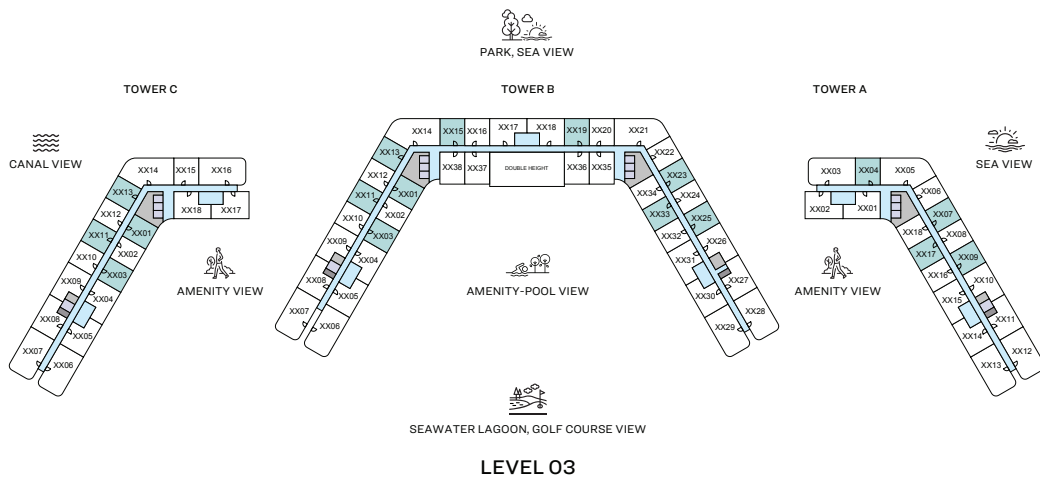 PARK, SEA VIEW
TOWER C
TOWER B
TOWER A
CANAL VIEW
SEA VIEW
XX14
XX15
XX16
XX13
XX12
XX11
XX10
XX09
XX08
XX07
XX18
XX17
XX01
XX02
XX03
XX04
XX05
XX06
AMENITY VIEW
XX14
XX15
XX16
XX17
XX18
XX19
XX20
XX21
XX13
XX12
XX11
XX10
XX09
XX08
XX07
XX38
XX37
DOUBLE HEIGHT
XX36
XX35
XX01
XX02
XX03
XX04
XX05
XX06
XX22
XX23
XX24
XX25
XX26
XX27
XX28
XX34
XX33
XX32
XX31
XX30
XX29
AMENITY-POOL VIEW
XX03
XX04
XX05
XX02
XX01
XX06
XX07
XX08
XX09
XX10
XX11
XX12
XX18
XX17
XX16
XX15
XX14
XX13
AMENITY VIEW
SEAWATER LAGOON, GOLF COURSE VIEW
LEVEL 03